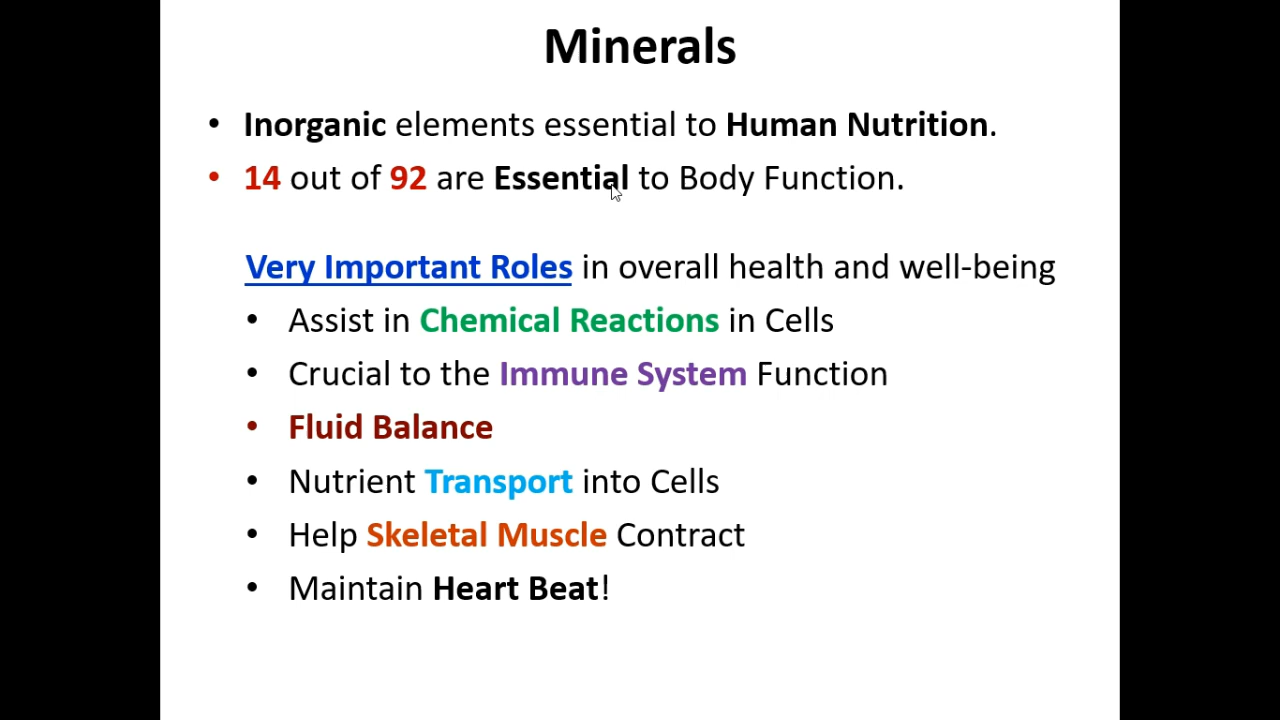 Minerals
• Inorganic elements essential to Human Nutrition.
• 14 out of 92 are Essential to Body Function.
Very Important Roles in overall health and well-being
• Assist in Chemical Reactions in Cells
• Crucial to the Immune System Function
• Fluid Balance
• Nutrient Transport into Cells
• Help Skeletal Muscle Contract
• Maintain Heart Beat!